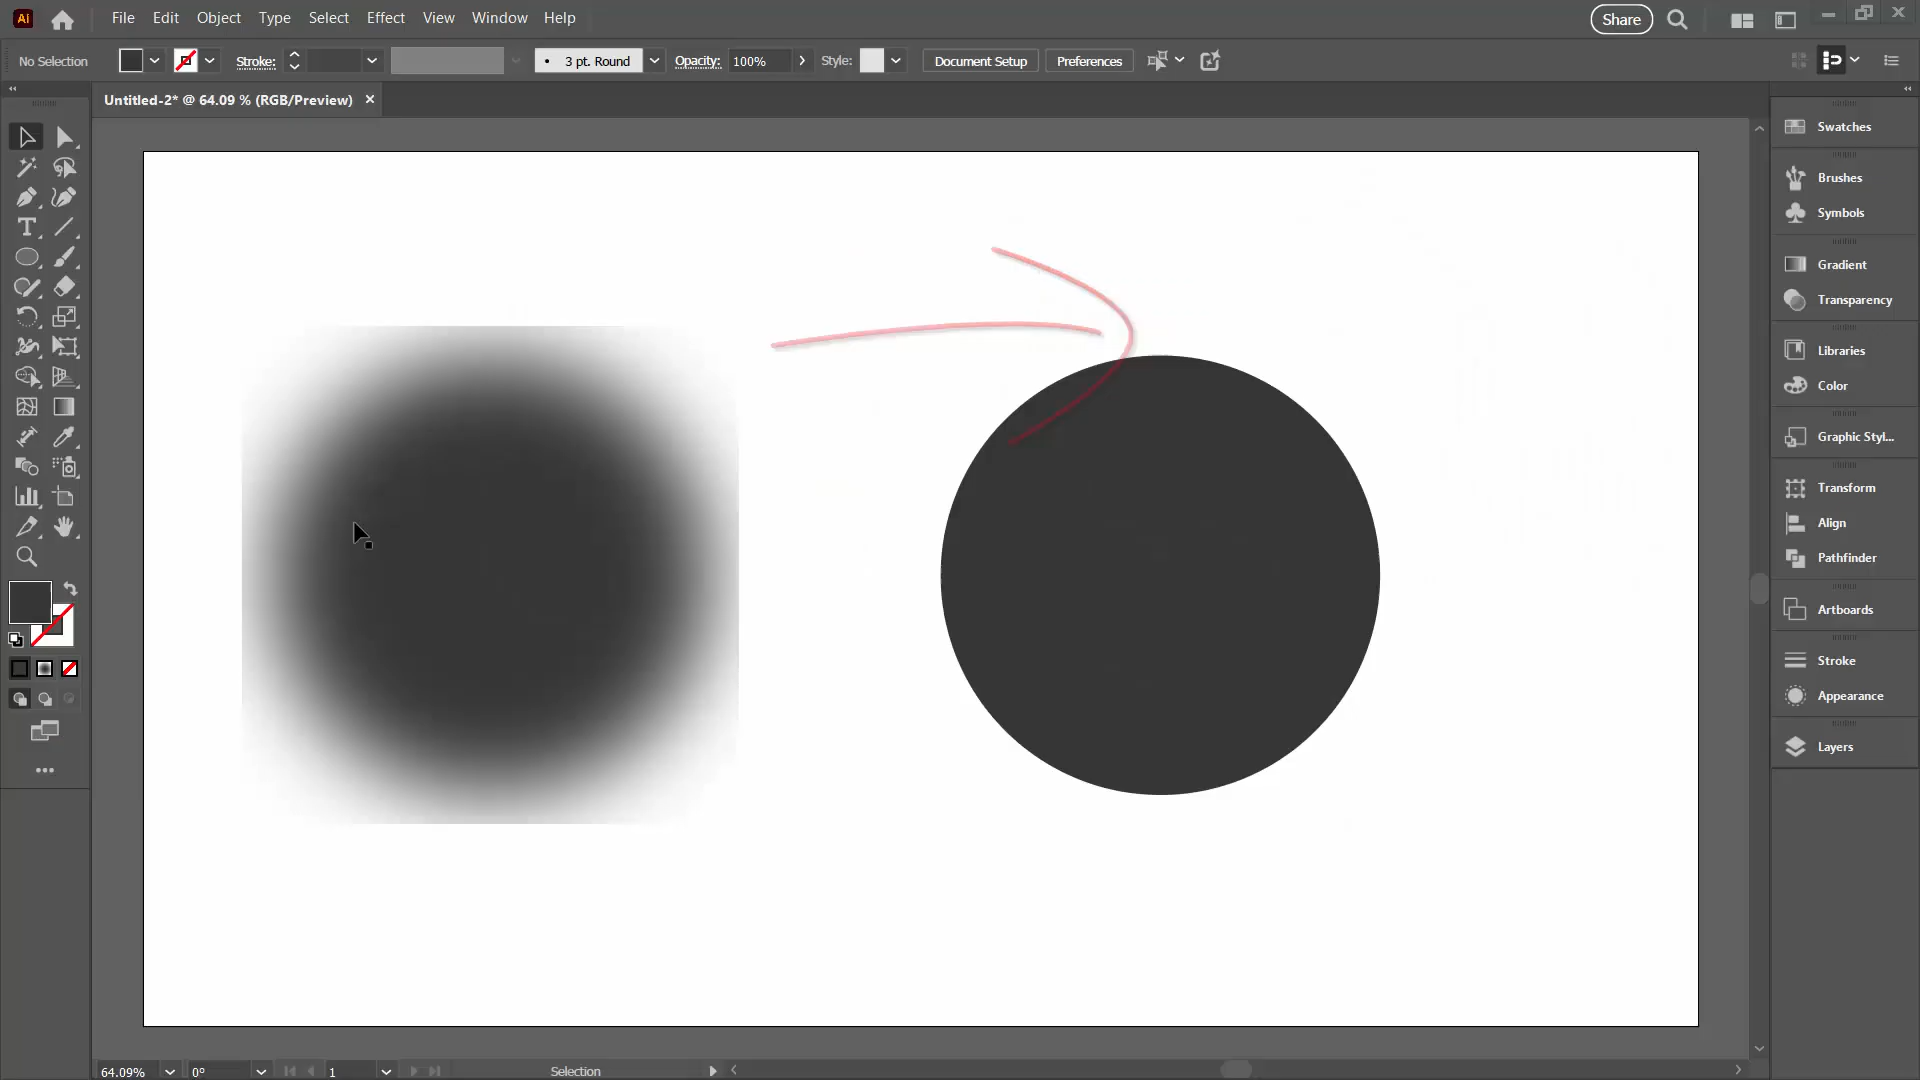 Ai File Edit Object Type Select Effect View Window Help Share
No Selection Stroke: 3 pt. Round Opacity: 100% Style: Document Setup Preferences
Untitled-2* @ 64.09 % (RGB/Preview)
Swatches
Brushes
Symbols
Gradient
Transparency
Libraries
Color
Graphic Styl...
Transform
Align
Pathfinder
Artboards
Stroke
Appearance
Layers
64.09% 0° 1 Selection